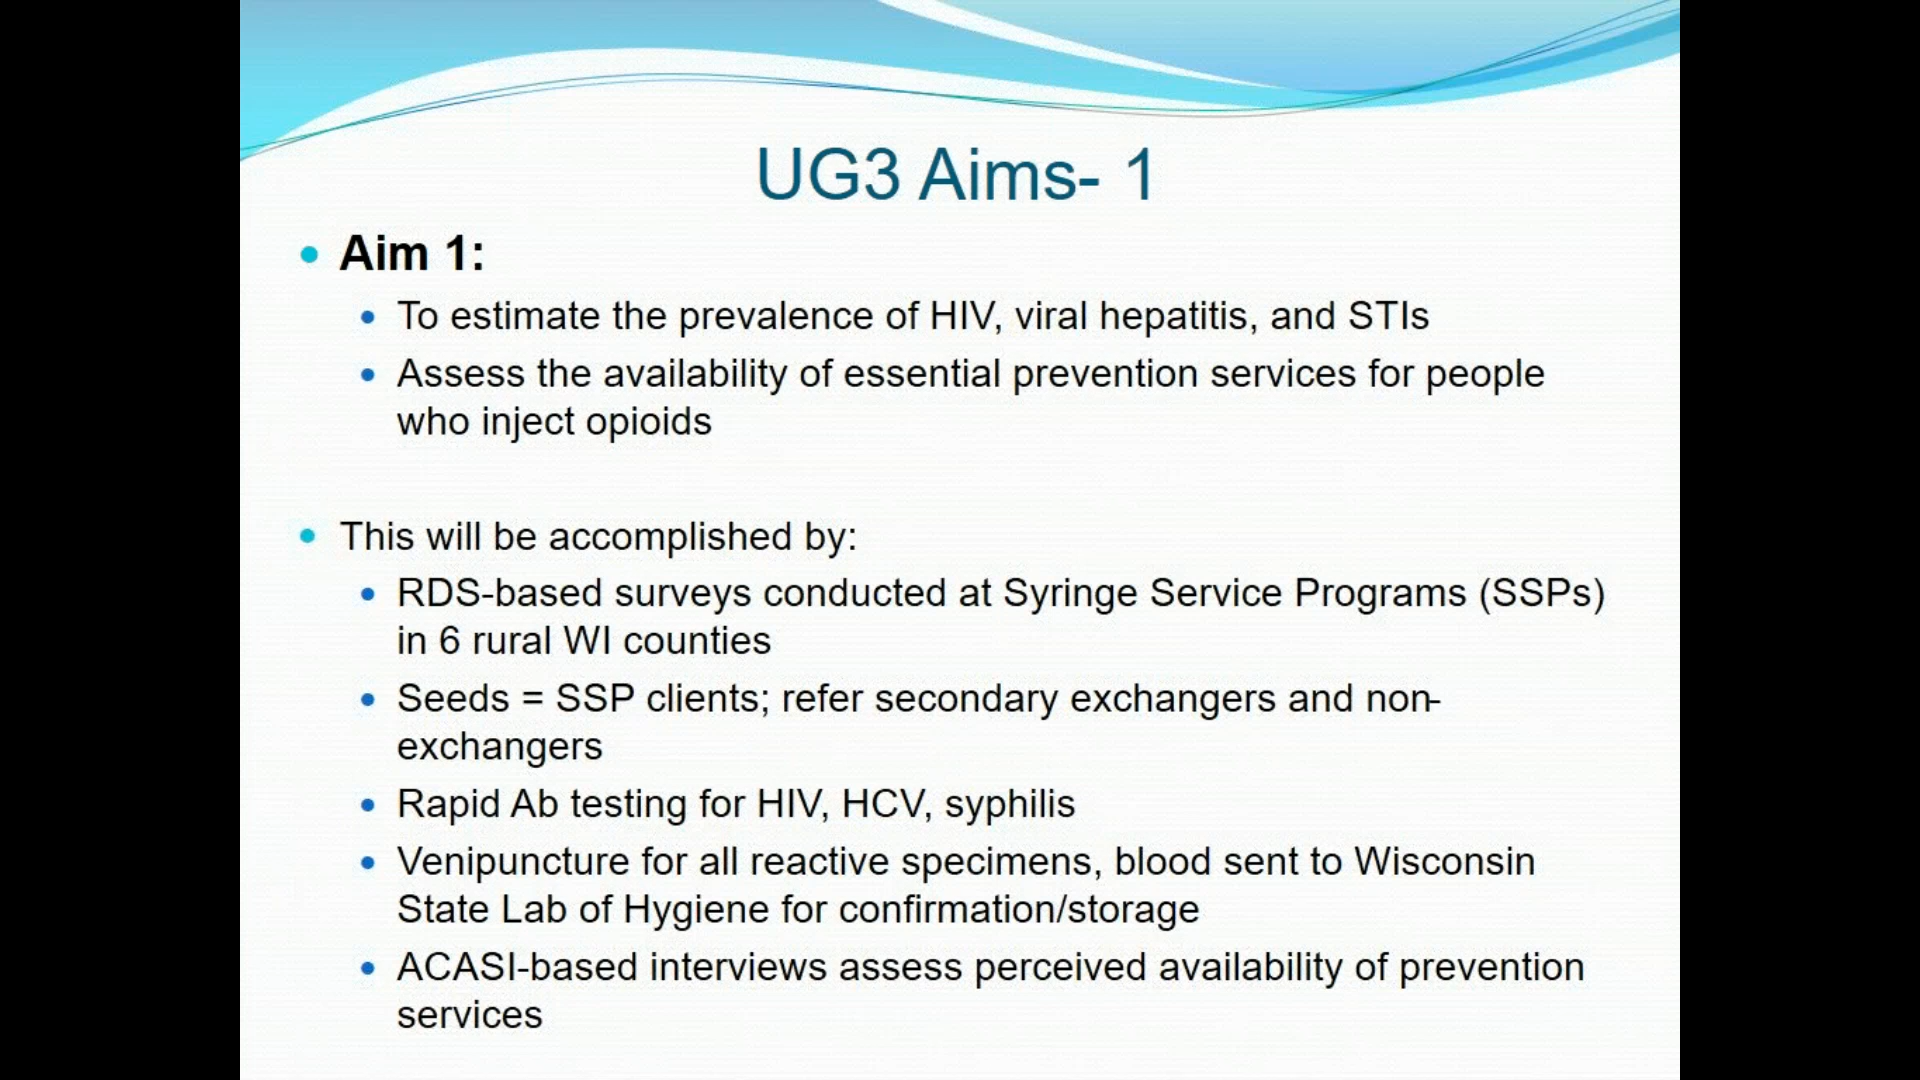 UG3 Aims- 1
Aim 1:
To estimate the prevalence of HIV, viral hepatitis, and STIs
Assess the availability of essential prevention services for people
who inject opioids
This will be accomplished by:
RDS-based surveys conducted at Syringe Service Programs (SSPs)
in 6 rural WI counties
Seeds = SSP clients; refer secondary exchangers and non-
exchangers
Rapid Ab testing for HIV, HCV, syphilis
Venipuncture for all reactive specimens, blood sent to Wisconsin
State Lab of Hygiene for confirmation/storage
ACASI-based interviews assess perceived availability of prevention
services